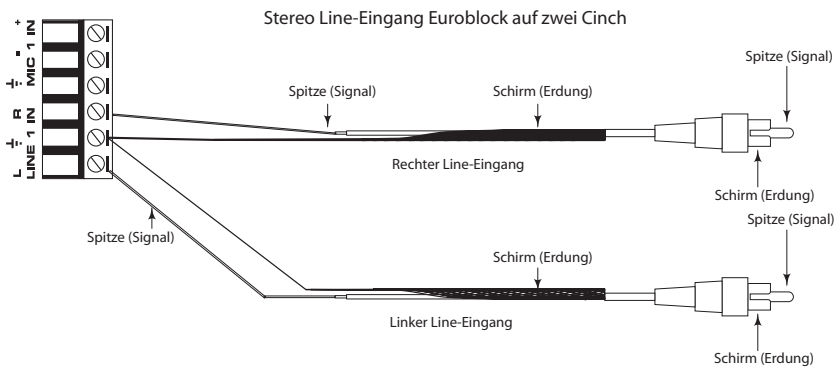 Stereo Line-Eingang Euroblock auf zwei Cinch
+
-
MIC 1 IN
R
LINE 1 IN
L
Spitze (Signal)
Schirm (Erdung)
Spitze (Signal)
Rechter Line-Eingang
Schirm (Erdung)
Spitze (Signal)
Spitze (Signal)
Schirm (Erdung)
Linker Line-Eingang
Schirm (Erdung)